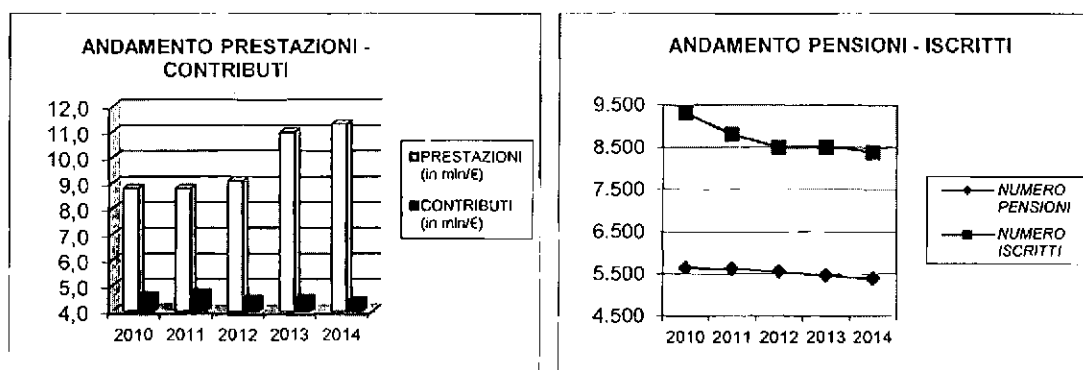 ANDAMENTO PRESTAZIONI -
CONTRIBUTI
12,0
11,0
10,0
9,0
8,0
7,0
6,0
5,0
4,0
2010 2011 2012 2013 2014
PRESTAZIONI
(in mln/€)
CONTRIBUTI
(in mln/€)
ANDAMENTO PENSIONI - ISCRITTI
9.500
8.500
7.500
6.500
5.500
4.500
2010 2011 2012 2013 2014
NUMERO
PENSIONI
NUMERO
ISCRITTI